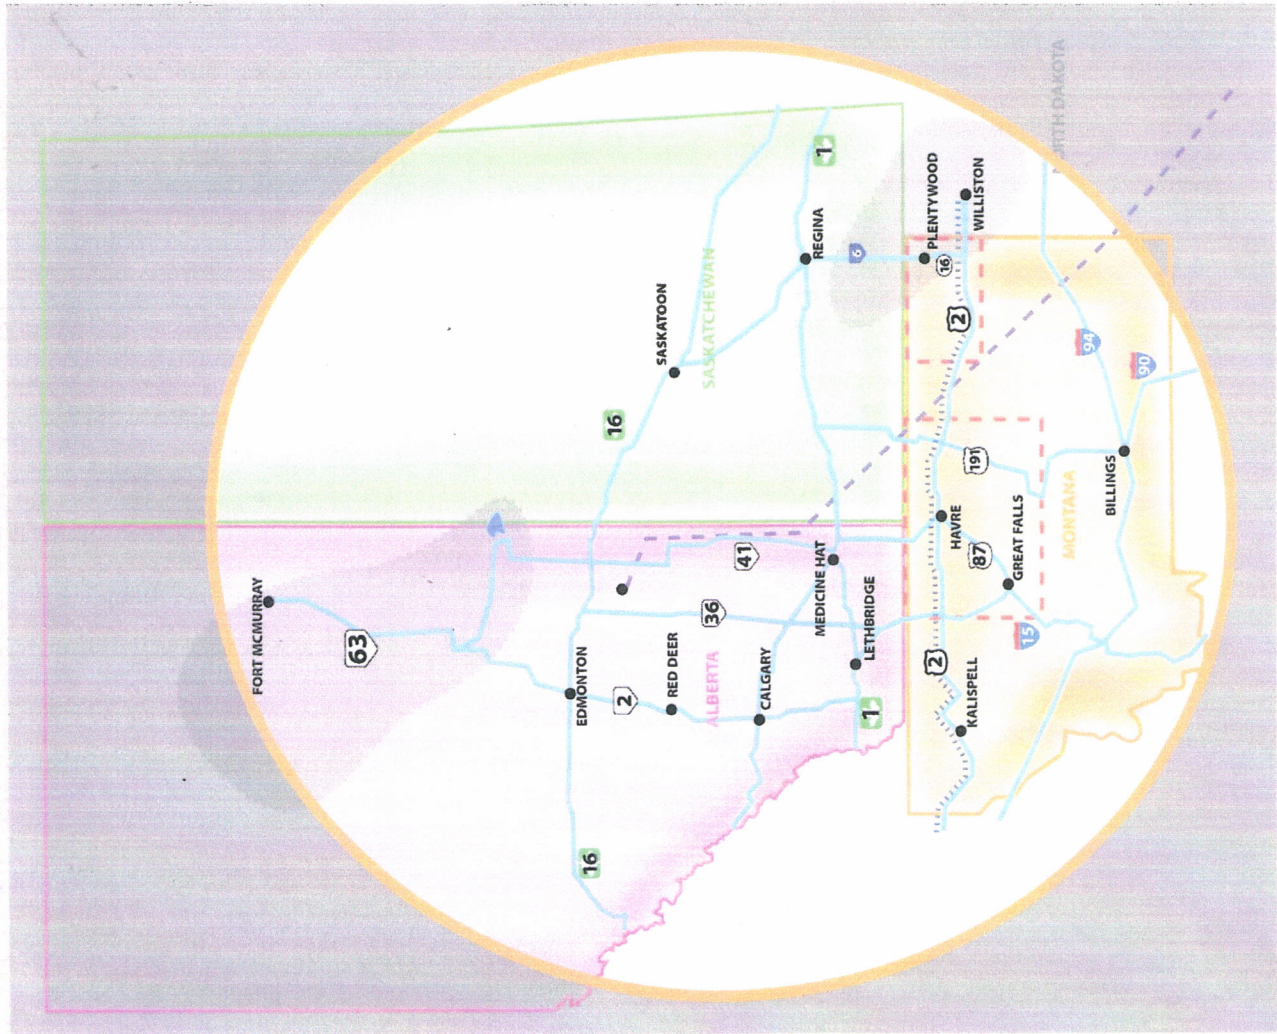 NORTH DAKOTA
FORT MCMURRAY
63
16
SASKATOON
SASKATCHEWAN
1
REGINA
6
PLENTYWOOD
16
WILLISTON
2
EDMONTON
2
RED DEER
ALBERTA
36
41
CALGARY
MEDICINE HAT
LETHBRIDGE
1
16
2
KALISPELL
HAVRE
87
191
GREAT FALLS
15
MONTANA
BILLINGS
94
90